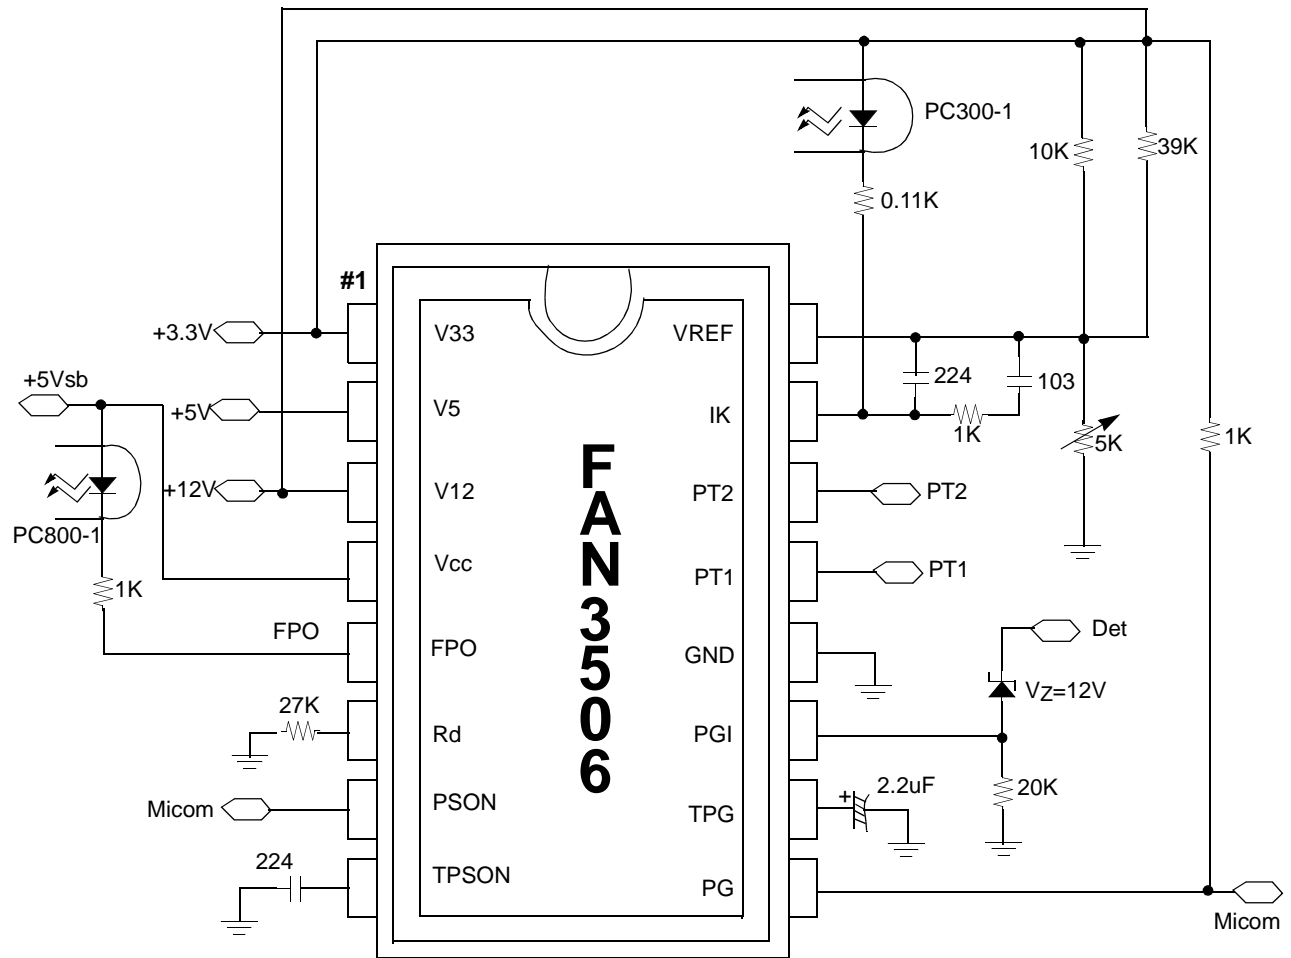 PC300-1
10K
39K
0.11K
#1
+3.3V
V33
VREF
+5Vsb
224
103
+5V
V5
IK
1K
5K
1K
+12V
V12
PT2
PT2
PC800-1
Vcc
PT1
PT1
1K
FPO
FPO
GND
Det
27K
VZ=12V
Rd
PGI
Micom
PSON
TPG
+
2.2uF
20K
224
TPSON
PG
Micom
FAN3506